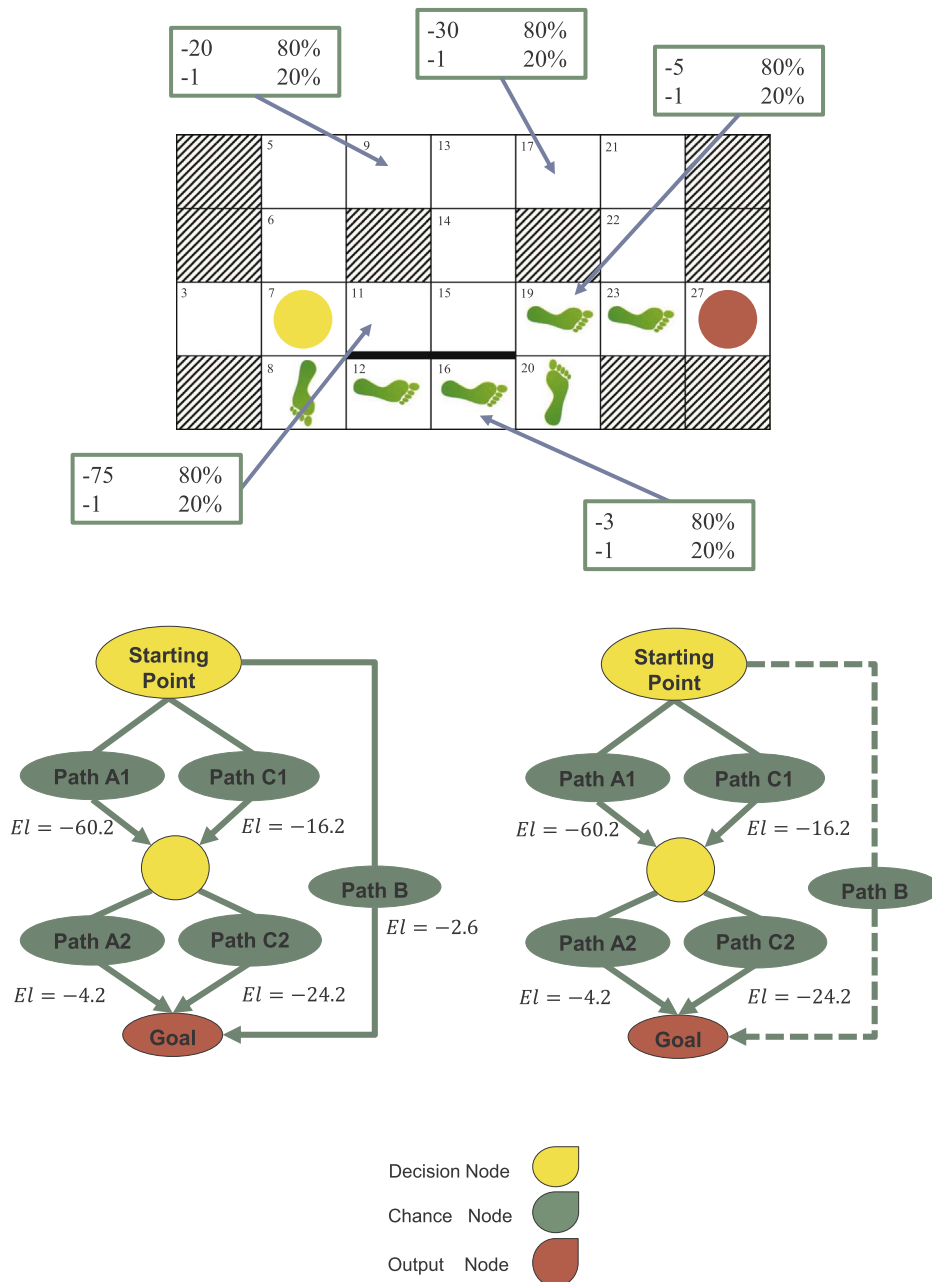 -20 80%
-1 20%
-30 80%
-1 20%
-5 80%
-1 20%
5 9 13 17 21
6 14 22
3 7 11 15 19 23 27
8 12 16 20
-75 80%
-1 20%
-3 80%
-1 20%
Starting
Point
Path A1
Path C1
El = −60.2
El = −16.2
Path B
El = −2.6
Path A2
Path C2
El = −4.2
El = −24.2
Goal
Starting
Point
Path A1
Path C1
El = −60.2
El = −16.2
Path B
Path A2
Path C2
El = −4.2
El = −24.2
Goal
Decision Node
Chance Node
Output Node